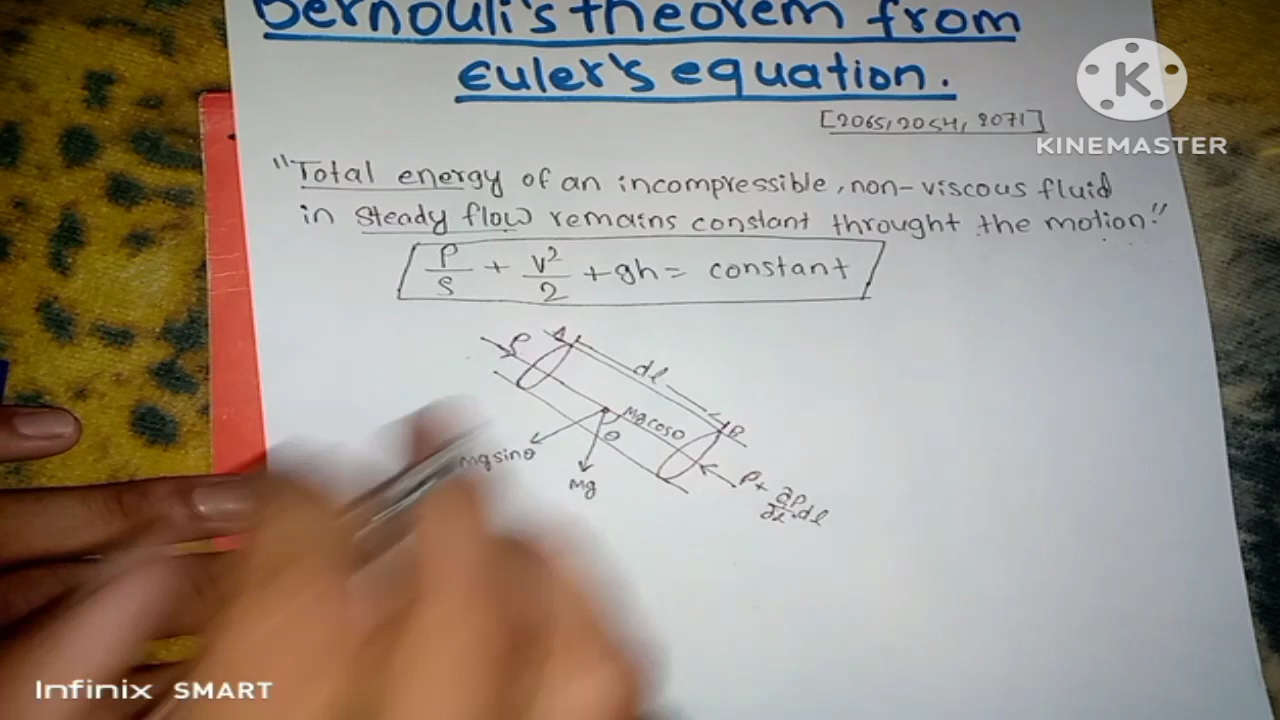 Bernouli's theorem from
Euler's equation.
[2065, 2054, 2071]
K
KINEMASTER
"Total energy of an incompressible, non-viscous fluid
in steady flow remains constant throught the motion."
P/ρ + v²/2 + gh = constant
P
A
dl
B
Mg cosθ
θ
mg sinθ
Mg
P + ∂P/∂l .dl
Infinix SMART